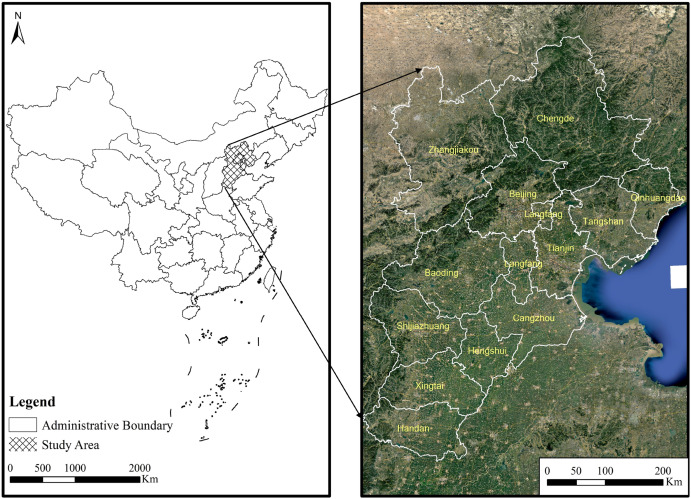 N
Legend
Administrative Boundary
Study Area
0 500 1000 2000
Km
Chengde
Zhangjiakou
Beijing
Qinhuangdao
Langfang
Tangshan
Tianjin
Langfang
Baoding
Cangzhou
Shijiazhuang
Hengshui
Xingtai
Handan
0 50 100 200
Km